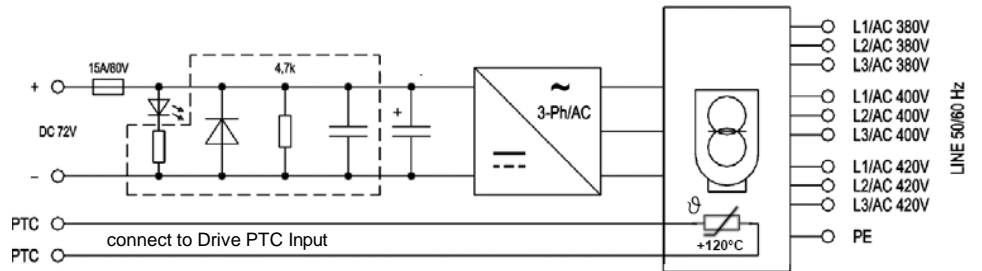 15A/80V
4,7k
+
DC 72V
–
+
~
3-Ph/AC
L1/AC 380V
L2/AC 380V
L3/AC 380V
L1/AC 400V
L2/AC 400V
L3/AC 400V
L1/AC 420V
L2/AC 420V
L3/AC 420V
PE
LINE 50/60 Hz
PTC
connect to Drive PTC Input
PTC
ϑ
+120°C